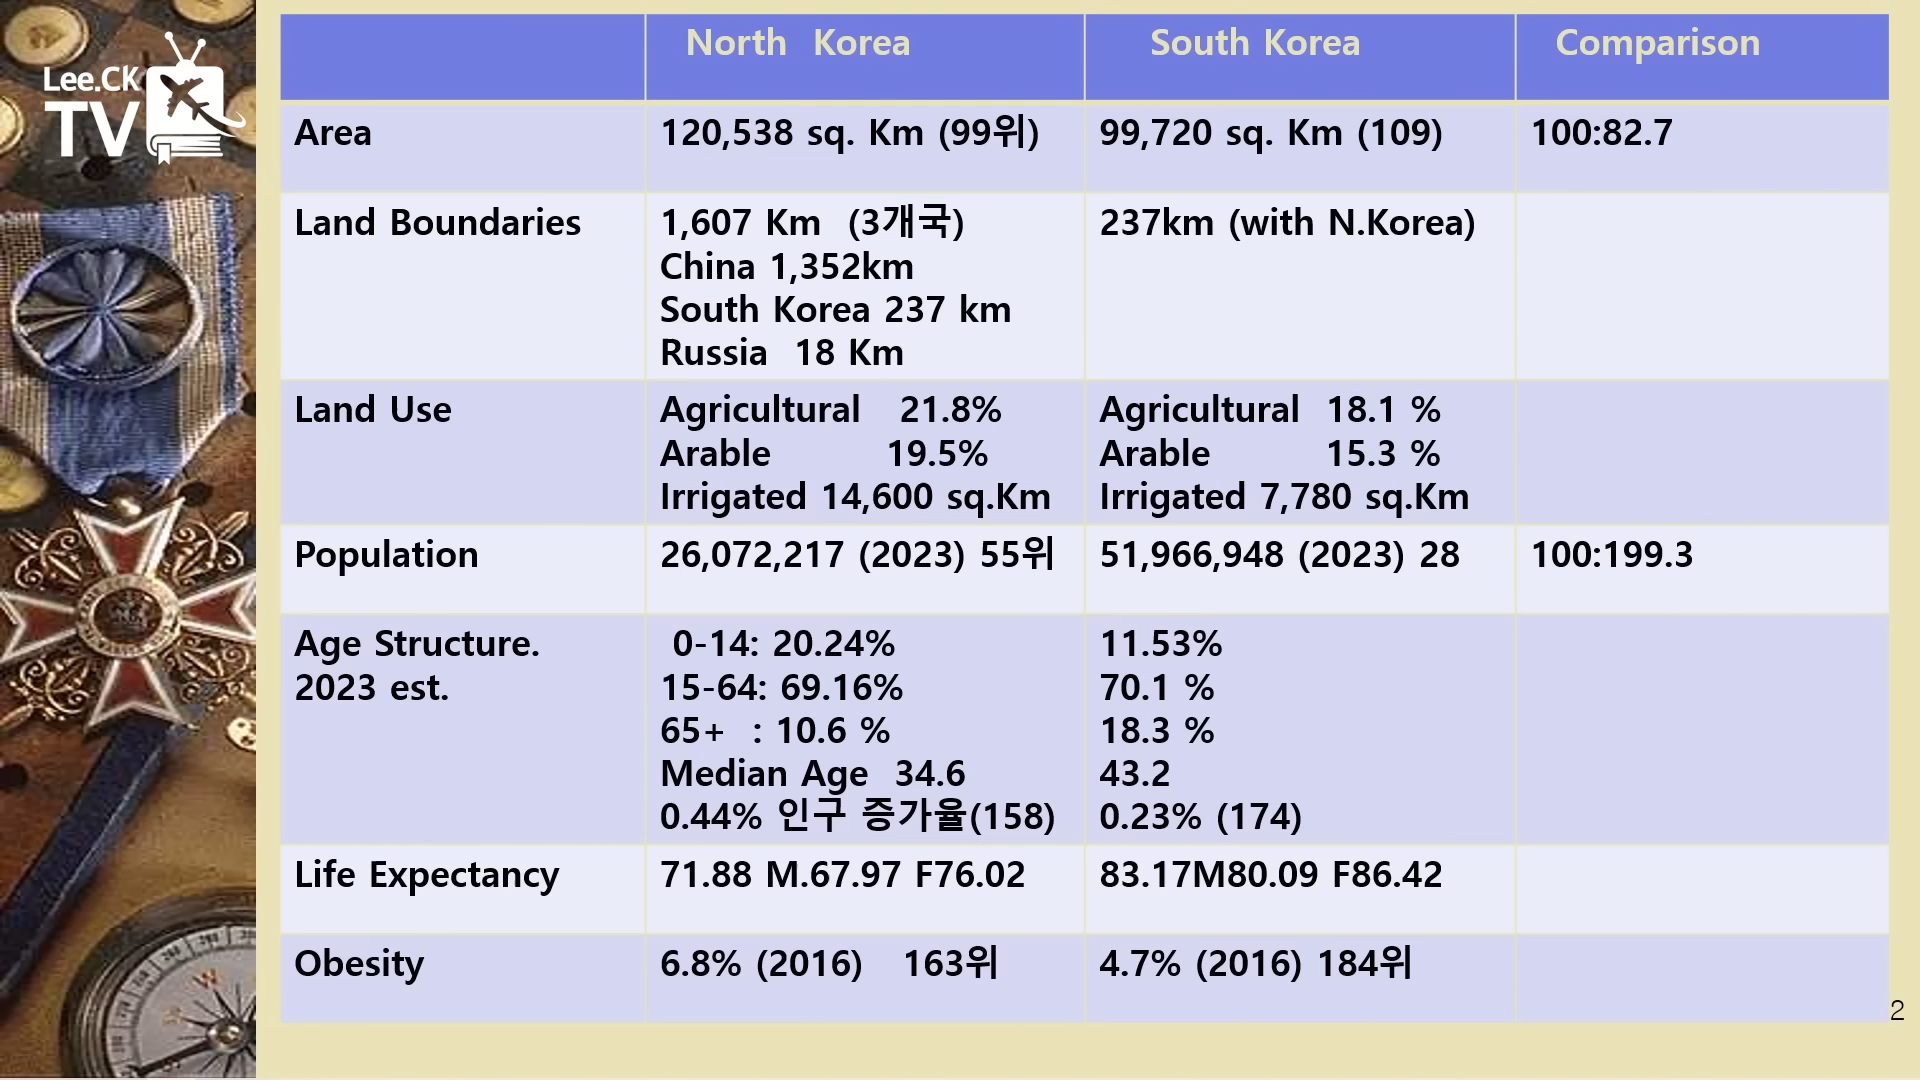 Lee.CK
TV
North Korea
South Korea
Comparison
Area
120,538 sq. Km (99위)
99,720 sq. Km (109)
100:82.7
Land Boundaries
1,607 Km (3개국)
China 1,352km
South Korea 237 km
Russia 18 Km
237km (with N.Korea)
Land Use
Agricultural 21.8%
Arable 19.5%
Irrigated 14,600 sq.Km
Agricultural 18.1 %
Arable 15.3 %
Irrigated 7,780 sq.Km
Population
26,072,217 (2023) 55위
51,966,948 (2023) 28
100:199.3
Age Structure.
2023 est.
0-14: 20.24%
15-64: 69.16%
65+ : 10.6 %
Median Age 34.6
0.44% 인구 증가율(158)
11.53%
70.1 %
18.3 %
43.2
0.23% (174)
Life Expectancy
71.88 M.67.97 F76.02
83.17M80.09 F86.42
Obesity
6.8% (2016) 163위
4.7% (2016) 184위
2